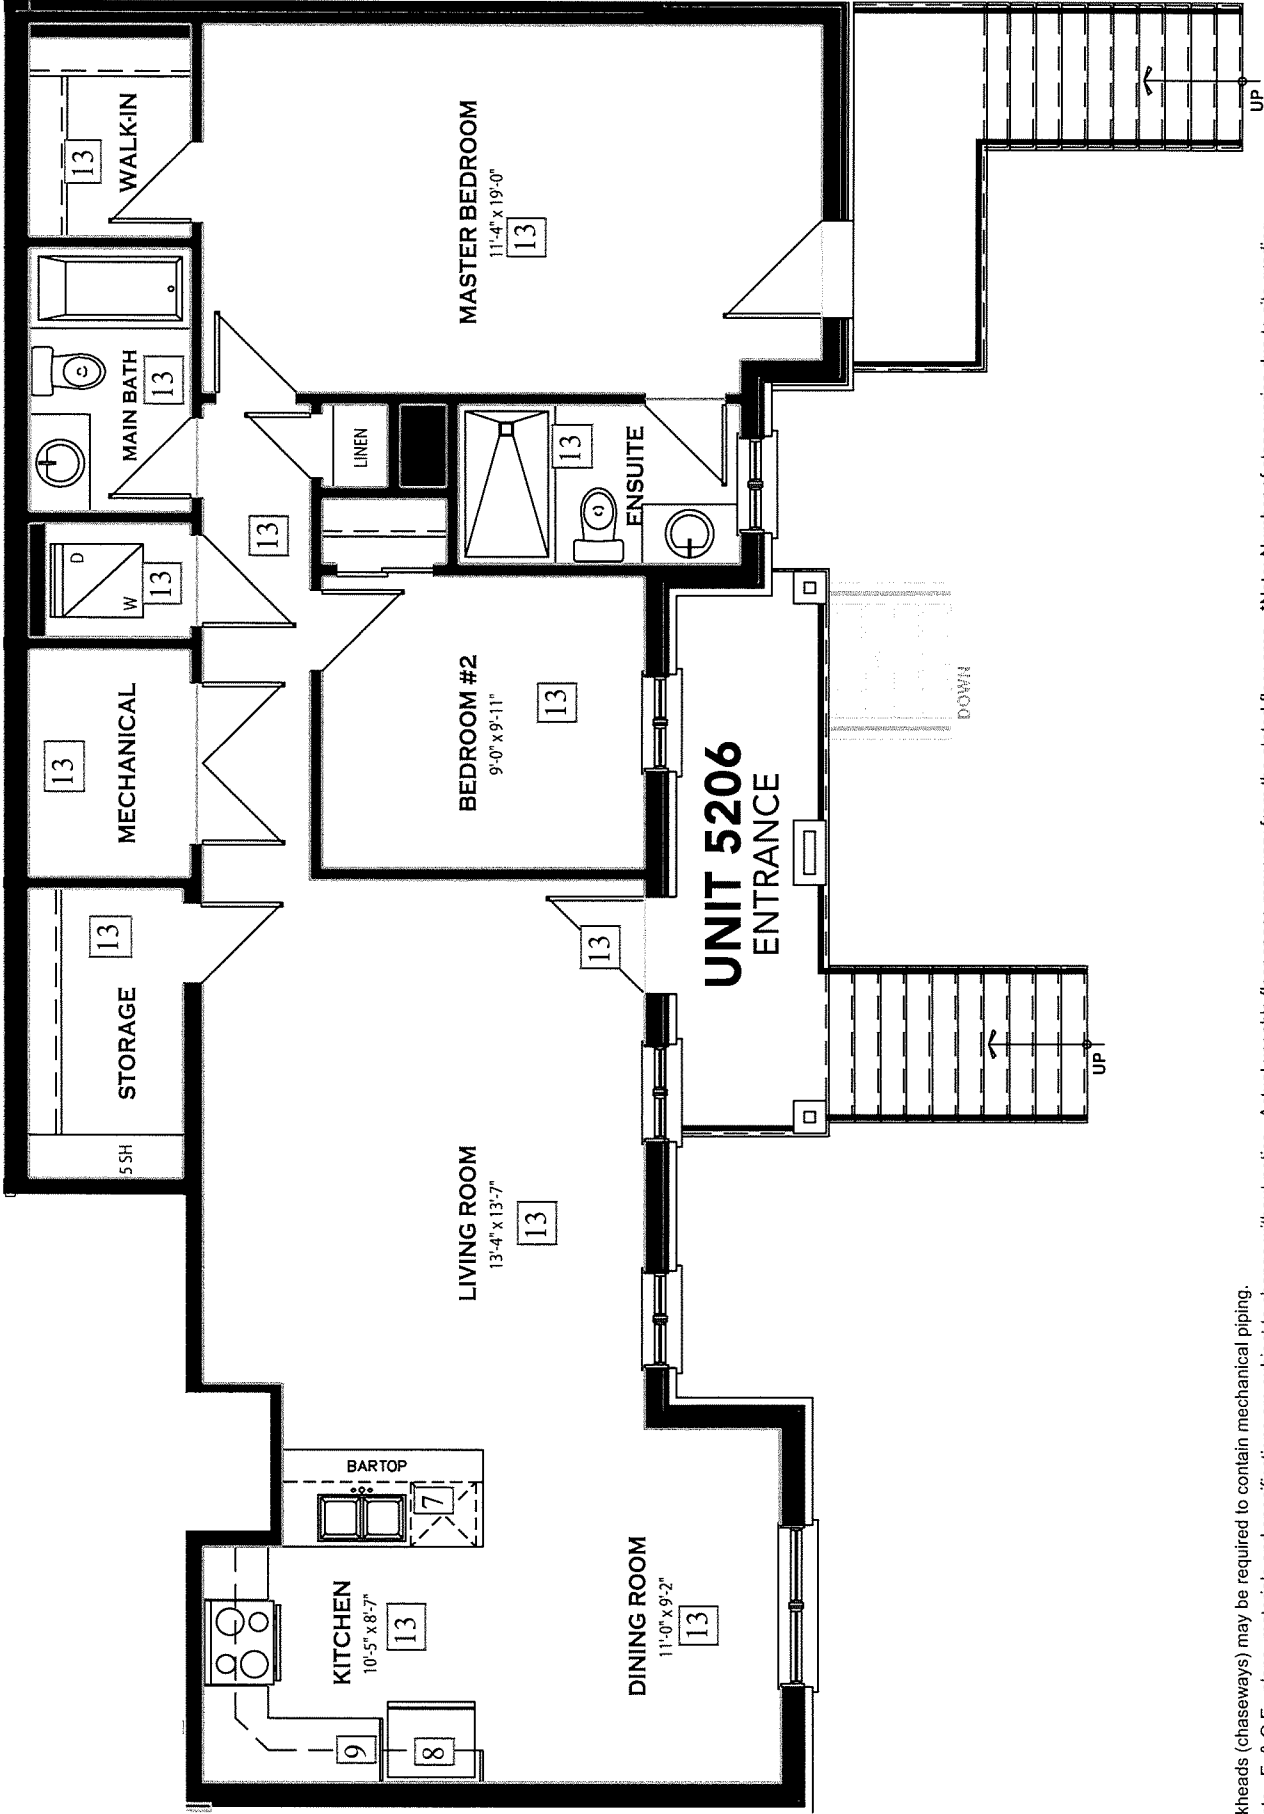 5 SH
STORAGE
13
MECHANICAL
13
W
D
13
MAIN BATH
13
WALK-IN
13
13
LINEN
KITCHEN
10'-5" x 8'-7"
13
9
8
BARTOP
7
LIVING ROOM
13'-4" x 13'-7"
13
BEDROOM #2
9'-0" x 9'-11"
13
MASTER BEDROOM
11'-4" x 19'-0"
13
ENSUITE
13
DINING ROOM
11'-0" x 9'-2"
13
13
UNIT 5206
ENTRANCE
DOWN
UP
UP
kheads (chaseways) may be required to contain mechanical piping.